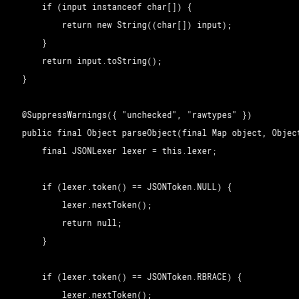 if (input instanceof char[]) {
return new String((char[]) input);
}
return input.toString();
}
@SuppressWarnings({ "unchecked", "rawtypes" })
public final Object parseObject(final Map object, Object
final JSONLexer lexer = this.lexer;
if (lexer.token() == JSONToken.NULL) {
lexer.nextToken();
return null;
}
if (lexer.token() == JSONToken.RBRACE) {
lexer.nextToken();